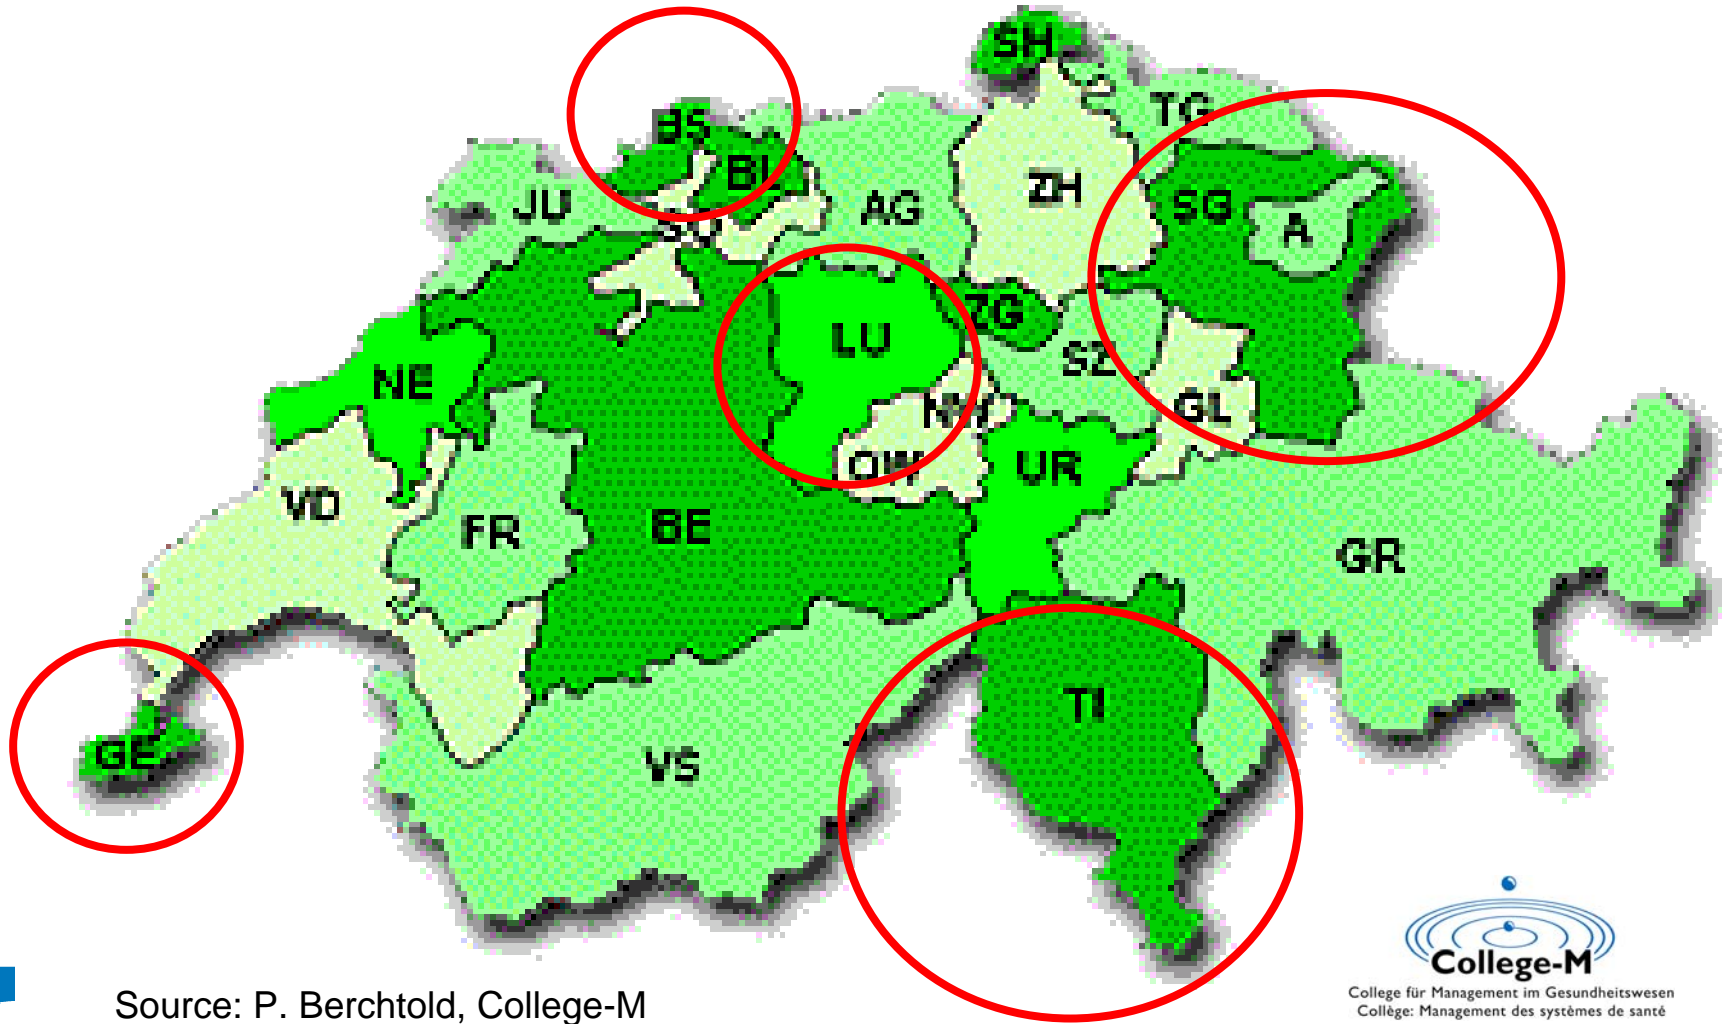 SH
TG
BS
BL
ZH
JU
SG
AG
SO
A
ZG
LU
SZ
NE
GL
NW
OW
UR
VD
FR
BE
GR
TI
GE
VS
College-M
College für Management im Gesundheitswesen
Collège: Management des systèmes de santé
Source: P. Berchtold, College-M